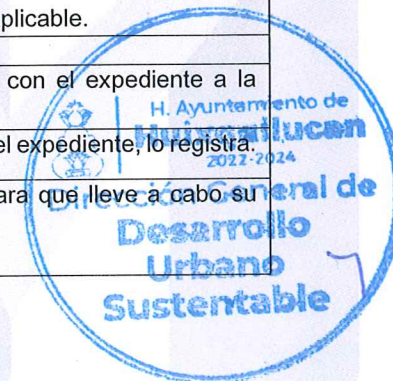 plicable.
con el expediente a la
H. Ayuntamiento de
Huixquilucan
el expediente, lo registra.
2022-2024
ara que lleve a cabo su
Dirección General de
Desarrollo
Urbano
Sustentable